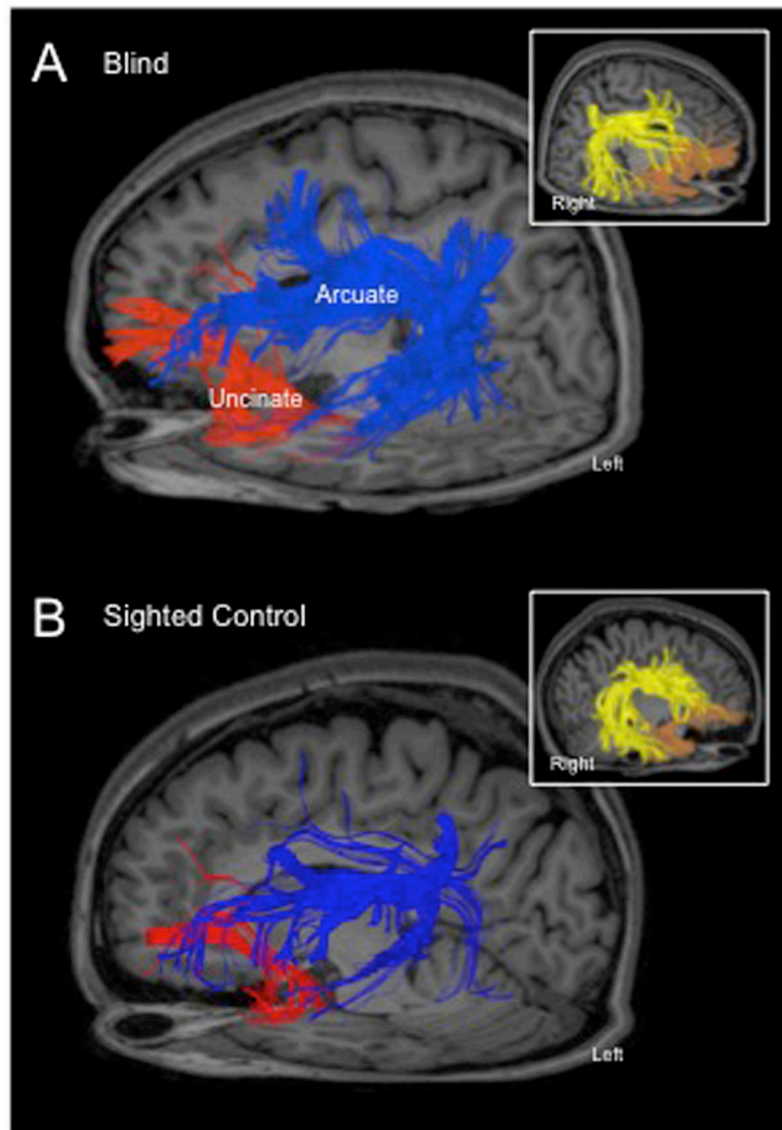 A Blind
Right
Arcuate
Uncinate
Left
B Sighted Control
Right
Left